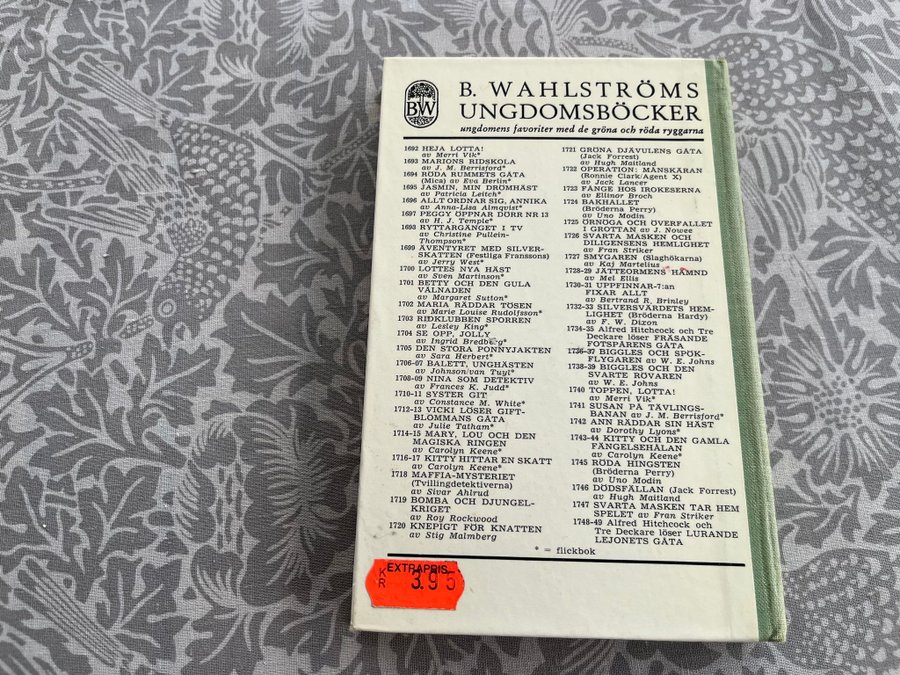 BW
B. WAHLSTRÖMS
UNGDOMSBÖCKER
ungdomens favoriter med de gröna och röda ryggarna
1692 HEJA LOTTA!
av Merri Vik*
1693 MARIONS RIDSKOLA
av J. M. Berrisford*
1694 RÖDA RUMMETS GÅTA
(Mica) av Eva Berlin*
1695 JASMIN, MIN DRÖMHÄST
av Patricia Leitch*
1696 ALLT ORDNAR SIG, ANNIKA
av Anna-Lisa Almqvist*
1697 PEGGY ÖPPNAR DÖRR NR 13
av H. J. Temple*
1698 RYTTARGÄNGET I TV
av Christine Pullein-
Thompson*
1699 ÄVENTYRET MED SILVER-
SKATTEN (Festliga Franssons)
av Jerry West*
1700 LOTTES NYA HÄST
av Sven Martinson*
1701 BETTY OCH DEN GULA
VÅLNADEN
av Margaret Sutton*
1702 MARIA RÄDDAR TÖSEN
av Marie Louise Rudolfsson*
1703 RIDKLUBBEN SPORREN
av Lesley King*
1704 SE OPP, JOLLY
av Ingrid Bredberg*
1705 DEN STORA PONNYJAKTEN
av Sara Herbert*
1706-07 BALETT, UNGHÄSTEN
av Johnson/van Tuyl*
1708-09 NINA SOM DETEKTIV
av Frances K. Judd*
1710-11 SYSTER GIT
av Constance M. White*
1712-13 VICKI LÖSER GIFT-
BLOMMANS GÅTA
av Julie Tatham*
1714-15 MARY, LOU OCH DEN
MAGISKA RINGEN
av Carolyn Keene*
1716-17 KITTY HITTAR EN SKATT
av Carolyn Keene*
1718 MAFFIA-MYSTERIET
(Tvillingdetektiverna)
av Sivar Ahlrud
1719 BOMBA OCH DJUNGEL-
KRIGET
av Roy Rockwood
1720 KNEPIGT FÖR KNATTEN
av Stig Malmberg
1721 GRÖNA DJÄVULENS GÅTA
(Jack Forrest)
av Hugh Maitland
1722 OPERATION: MÅNSKÄRAN
(Ronnie Clark/Agent X)
av Jack Lancer
1723 FÅNGE HOS IROKESERNA
av Ellinor Broch
1724 BAKHÅLLET
(Bröderna Perry)
av Uno Modin
1725 ÖRNÖGA OCH ÖVERFALLET
I GROTTAN av J. Nowee
1726 SVARTA MASKEN OCH
DILIGENSENS HEMLIGHET
av Fran Striker
1727 SMYGAREN (Slaghökarna)
av Kaj Martelius
1728-29 JÄTTEORMENS HÄMND
av Mel Ellis
1730-31 UPPFINNAR-7:an
FIXAR ALLT
av Bertrand R. Brinley
1732-33 SILVERSVÄRDETS HEM-
LIGHET (Bröderna Hardy)
av F. W. Dixon
1734-35 Alfred Hitchcock och Tre
Deckare löser FRÄSANDE
FOTSPÅRENS GÅTA
1736-37 BIGGLES OCH SPÖK-
FLYGAREN av W. E. Johns
1738-39 BIGGLES OCH DEN
SVARTE RÖVAREN
av W. E. Johns
1740 TOPPEN, LOTTA!
av Merri Vik*
1741 SUSAN PÅ TÄVLINGS-
BANAN av J. M. Berrisford*
1742 ANN RÄDDAR SIN HÄST
av Dorothy Lyons*
1743-44 KITTY OCH DEN GAMLA
FÄNGELSEHÅLAN
av Carolyn Keene*
1745 RÖDA HINGSTEN
(Bröderna Perry)
av Uno Modin
1746 DÖDSFÄLLAN (Jack Forrest)
av Hugh Maitland
1747 SVARTA MASKEN TAR HEM
SPELET av Fran Striker
1748-49 Alfred Hitchcock och
Tre Deckare löser LURANDE
LEJONETS GÅTA
* = flickbok
EXTRAPRIS
KR 3.95